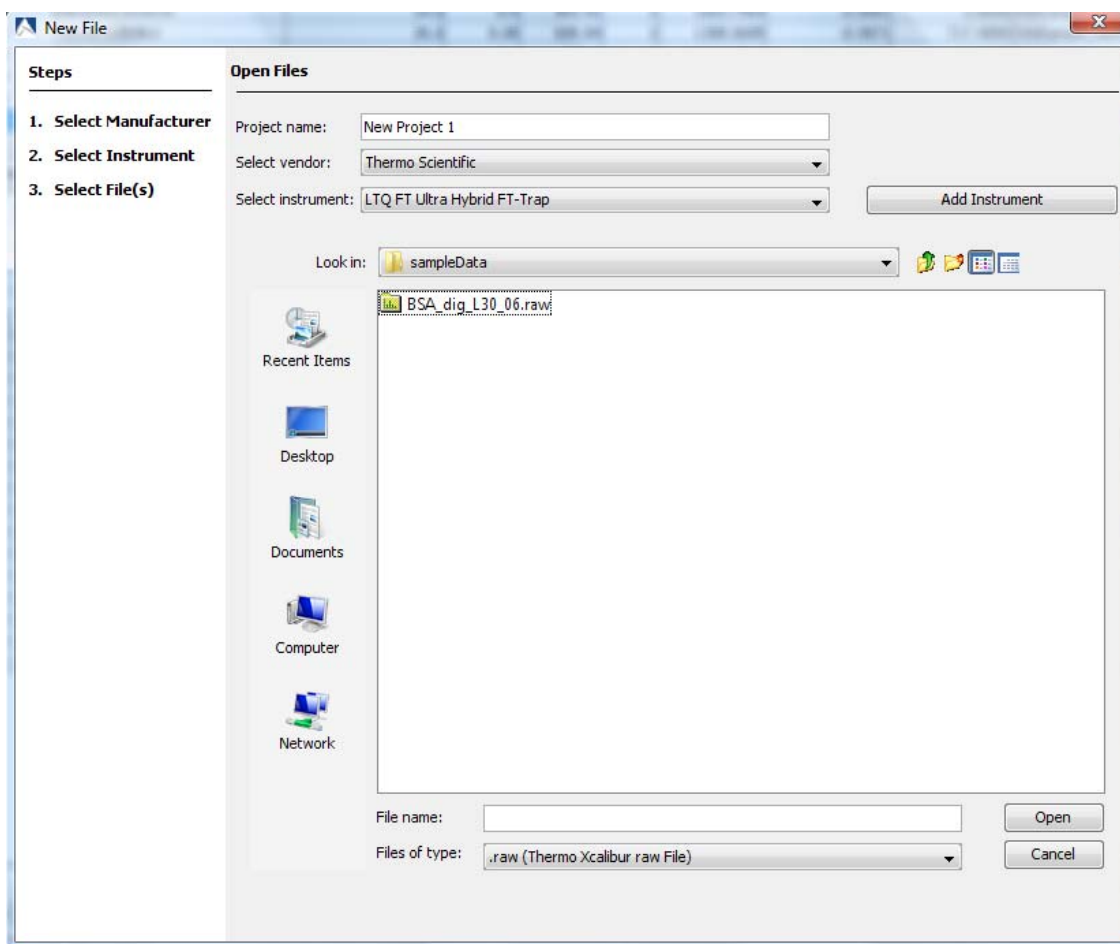 New File
Steps
1. Select Manufacturer
2. Select Instrument
3. Select File(s)
Open Files
Project name: New Project 1
Select vendor: Thermo Scientific
Select instrument: LTQ FT Ultra Hybrid FT-Trap Add Instrument
Look in: sampleData
BSA_dig_L30_06.raw
Recent Items
Desktop
Documents
Computer
Network
File name: Open
Files of type: .raw (Thermo Xcalibur raw File) Cancel